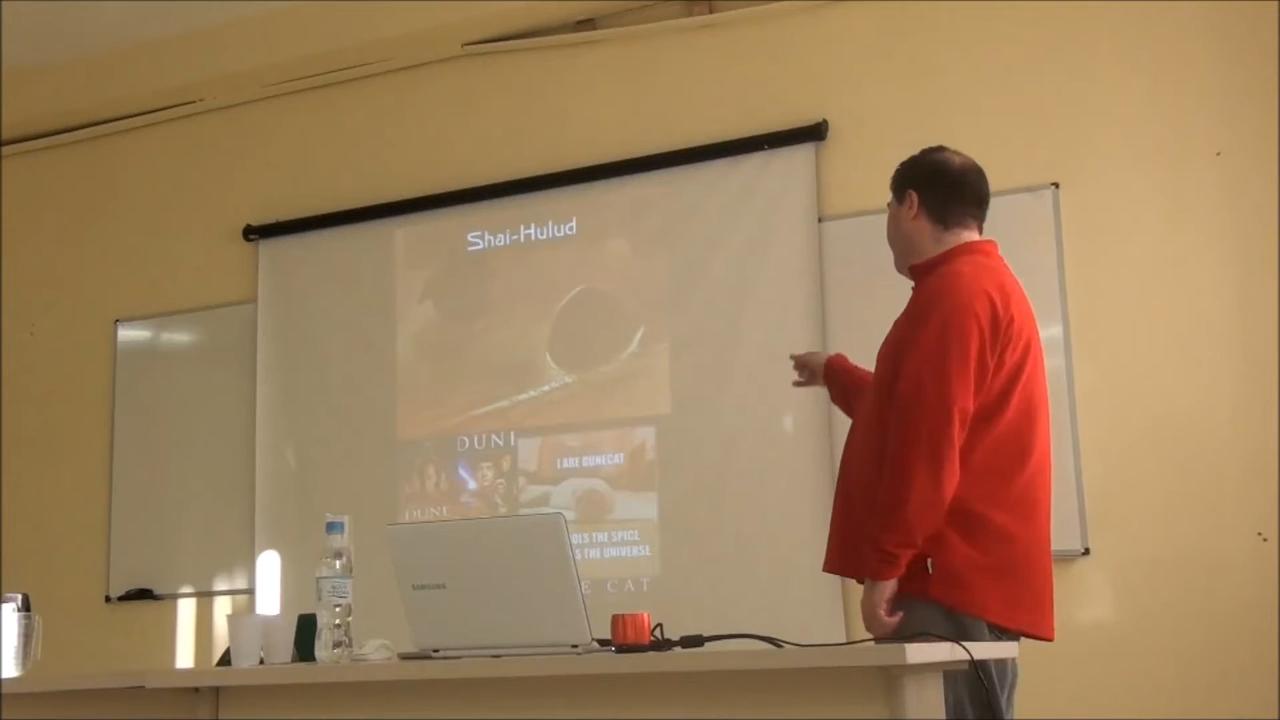 Shai-Hulud
DUNE
I ARE DUNECAT
DUNE
OLS THE SPICE
S THE UNIVERSE
E CAT
SAMSUNG